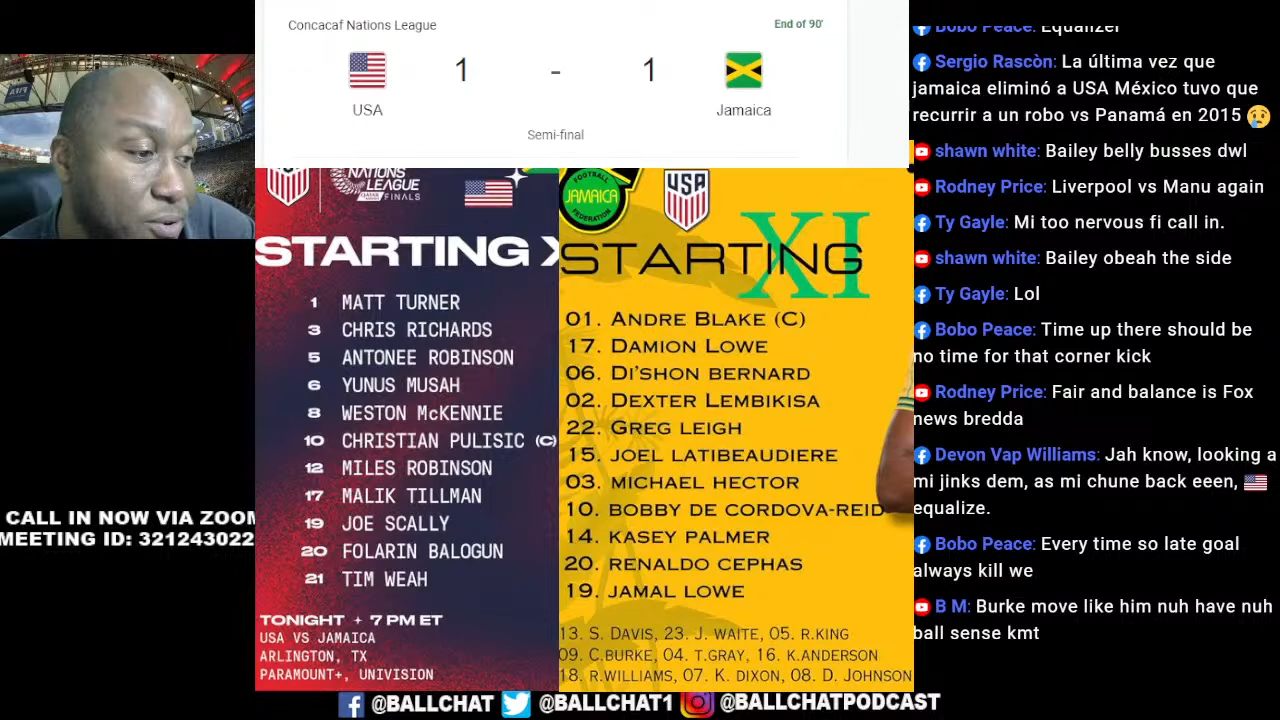 Concacaf Nations League
End of 90'
1 - 1
USA
Jamaica
Semi-final
USA
NATIONS
LEAGUE
FINALS
STARTING X
1 MATT TURNER
3 CHRIS RICHARDS
5 ANTONEE ROBINSON
6 YUNUS MUSAH
8 WESTON McKENNIE
10 CHRISTIAN PULISIC (C)
12 MILES ROBINSON
17 MALIK TILLMAN
19 JOE SCALLY
20 FOLARIN BALOGUN
21 TIM WEAH
TONIGHT + 7 PM ET
USA VS JAMAICA
ARLINGTON, TX
PARAMOUNT+, UNIVISION
FOOTBALL
JAMAICA
FEDERATION
USA
STARTING XI
01. ANDRE BLAKE (C)
17. DAMION LOWE
06. DI'SHON BERNARD
02. DEXTER LEMBIKISA
22. GREG LEIGH
15. JOEL LATIBEAUDIERE
03. MICHAEL HECTOR
10. BOBBY DE CORDOVA-REID
14. KASEY PALMER
20. RENALDO CEPHAS
19. JAMAL LOWE
13. S. DAVIS, 23. J. WAITE, 05. R.KING
09. C.BURKE, 04. T.GRAY, 16. K.ANDERSON
18. R.WILLIAMS, 07. K. DIXON, 08. D. JOHNSON
Bobo Peace: Equalizer
Sergio Rascòn: La última vez que
jamaica eliminó a USA México tuvo que
recurrir a un robo vs Panamá en 2015 😢
shawn white: Bailey belly busses dwl
Rodney Price: Liverpool vs Manu again
Ty Gayle: Mi too nervous fi call in.
shawn white: Bailey obeah the side
Ty Gayle: Lol
Bobo Peace: Time up there should be
no time for that corner kick
Rodney Price: Fair and balance is Fox
news bredda
Devon Vap Williams: Jah know, looking a
mi jinks dem, as mi chune back eeen, 🇺🇸
equalize.
Bobo Peace: Every time so late goal
always kill we
B M: Burke move like him nuh have nuh
ball sense kmt
CALL IN NOW VIA ZOOM
MEETING ID: 321243022
@BALLCHAT @BALLCHAT1 @BALLCHATPODCAST